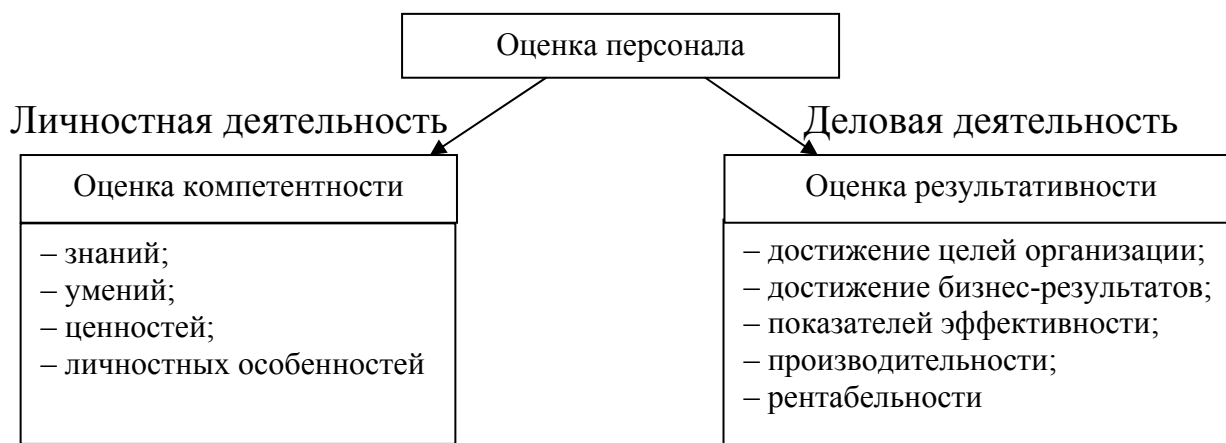 Оценка персонала
Личностная деятельность
Оценка компетентности
– знаний;
– умений;
– ценностей;
– личностных особенностей
Деловая деятельность
Оценка результативности
– достижение целей организации;
– достижение бизнес-результатов;
– показателей эффективности;
– производительности;
– рентабельности